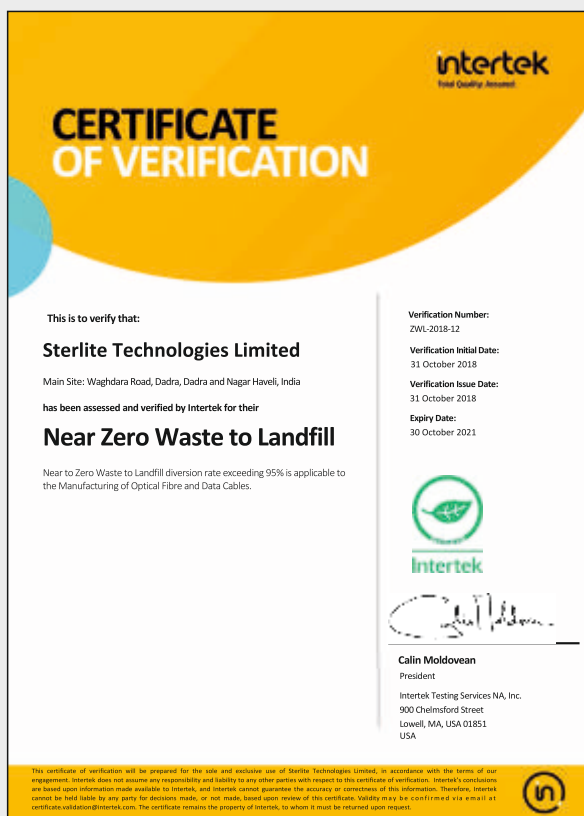 intertek
Total Quality. Assured.
CERTIFICATE
OF VERIFICATION
This is to verify that:
Sterlite Technologies Limited
Main Site: Waghdara Road, Dadra, Dadra and Nagar Haveli, India
has been assessed and verified by Intertek for their
Near Zero Waste to Landfill
Near to Zero Waste to Landfill diversion rate exceeding 95% is applicable to
the Manufacturing of Optical Fibre and Data Cables.
Verification Number:
ZWL-2018-12
Verification Initial Date:
31 October 2018
Verification Issue Date:
31 October 2018
Expiry Date:
30 October 2021
Intertek
Calin Moldovean
President
Intertek Testing Services NA, Inc.
900 Chelmsford Street
Lowell, MA, USA 01851
USA
This certificate of verification will be prepared for the sole and exclusive use of Sterlite Technologies Limited, in accordance with the terms of our
engagement. Intertek does not assume any responsibility and liability to any other parties with respect to this certificate of verification. Intertek's conclusions
are based upon information made available to Intertek, and Intertek cannot guarantee the accuracy or correctness of this information. Therefore, Intertek
cannot be held liable by any party for decisions made, or not made, based upon review of this certificate. Validity may be confirmed via email at
certificate.validation@intertek.com. The certificate remains the property of Intertek, to whom it must be returned upon request.
in